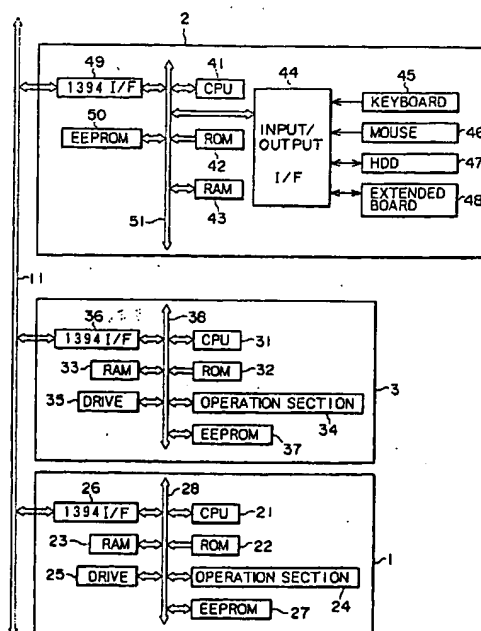 2
49
41
44
45
1394 I/F
CPU
KEYBOARD
50
INPUT/
OUTPUT
I/F
MOUSE
46
EEPROM
ROM
HDD
47
42
RAM
EXTENDED
BOARD
48
43
51
11
36
38
1394 I/F
CPU
31
33
RAM
ROM
32
3
35
DRIVE
OPERATION SECTION
34
EEPROM
37
26
28
1394 I/F
CPU
21
23
RAM
ROM
22
1
25
DRIVE
OPERATION SECTION
24
EEPROM
27